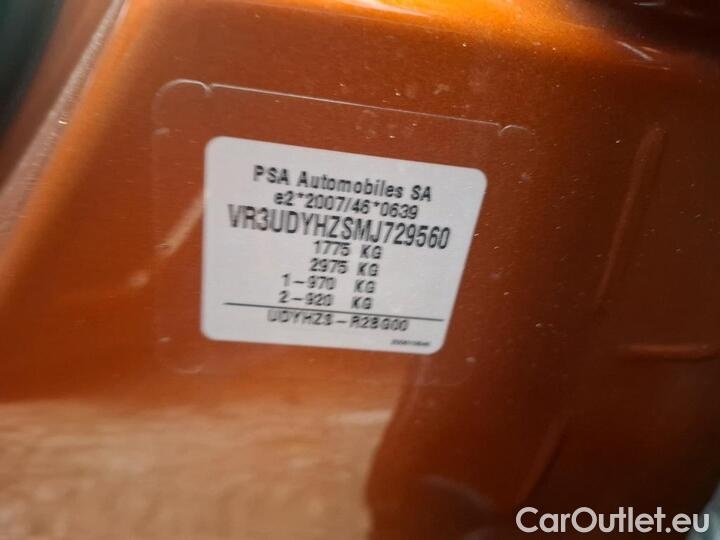 PSA Automobiles SA
e2*2007/46*0639
VR3UDYHZSMJ729560
1775 KG
2975 KG
1-970 KG
2-920 KG
UDYHZS-R28G00
CarOutlet.eu